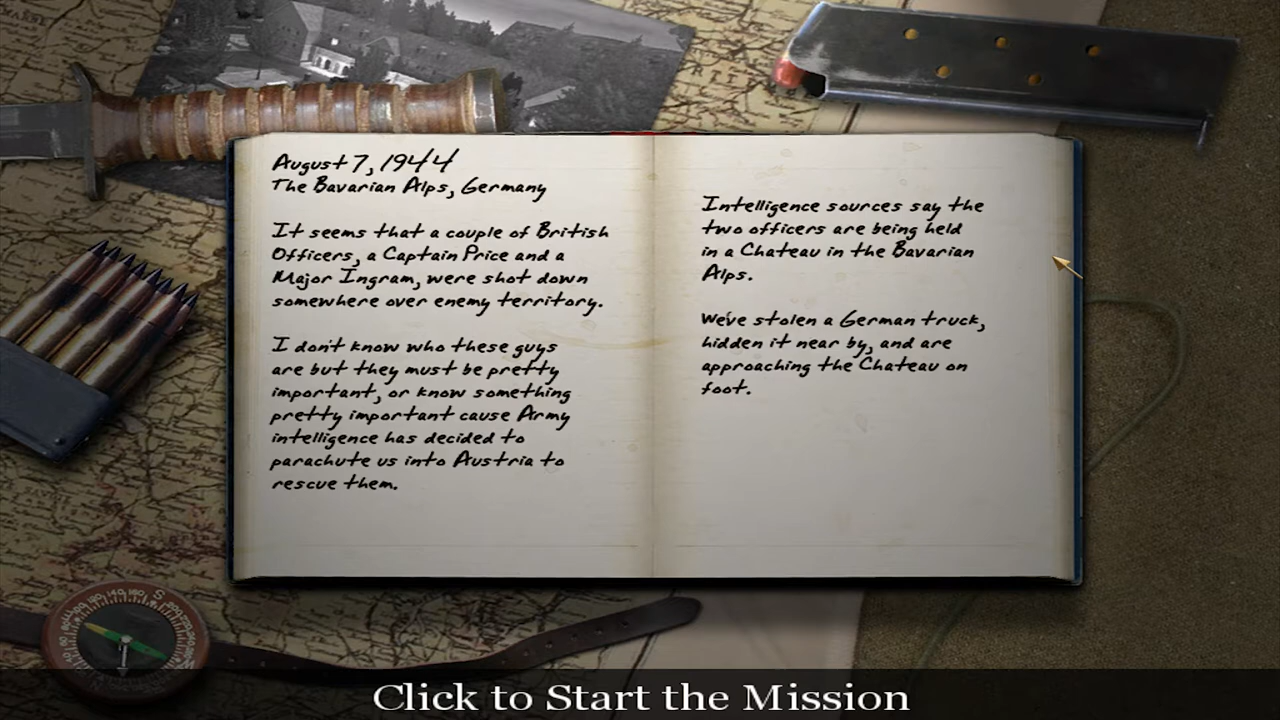 August 7, 1944
The Bavarian Alps, Germany
It seems that a couple of British
Officers, a Captain Price and a
Major Ingram, were shot down
somewhere over enemy territory.
I don't know who these guys
are but they must be pretty
important, or know something
pretty important cause Army
intelligence has decided to
parachute us into Austria to
rescue them.
Intelligence sources say the
two officers are being held
in a Chateau in the Bavarian
Alps.
We've stolen a German truck,
hidden it near by, and are
approaching the Chateau on
foot.
Click to Start the Mission